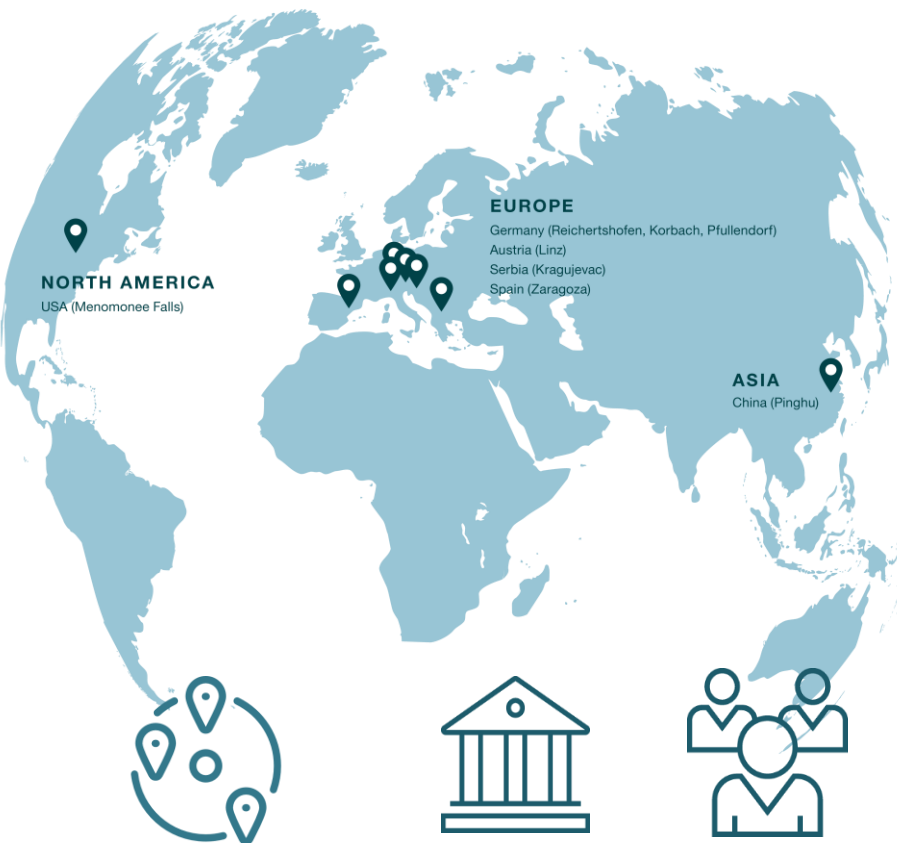 EUROPE
Germany (Reichertshofen, Korbach, Pfullendorf)
Austria (Linz)
Serbia (Kragujevac)
Spain (Zaragoza)
NORTH AMERICA
USA (Menomonee Falls)
ASIA
China (Pinghu)